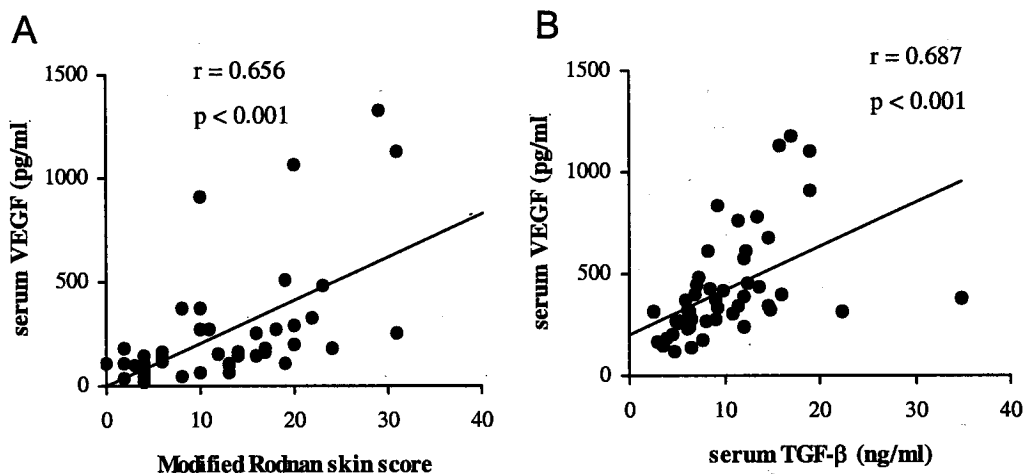 A
r = 0.656
p < 0.001
serum VEGF (pg/ml)
1500
1000
500
0
0 10 20 30 40
Modified Rodnan skin score
B
r = 0.687
p < 0.001
serum VEGF (pg/ml)
1500
1000
500
0
0 10 20 30 40
serum TGF-β (ng/ml)